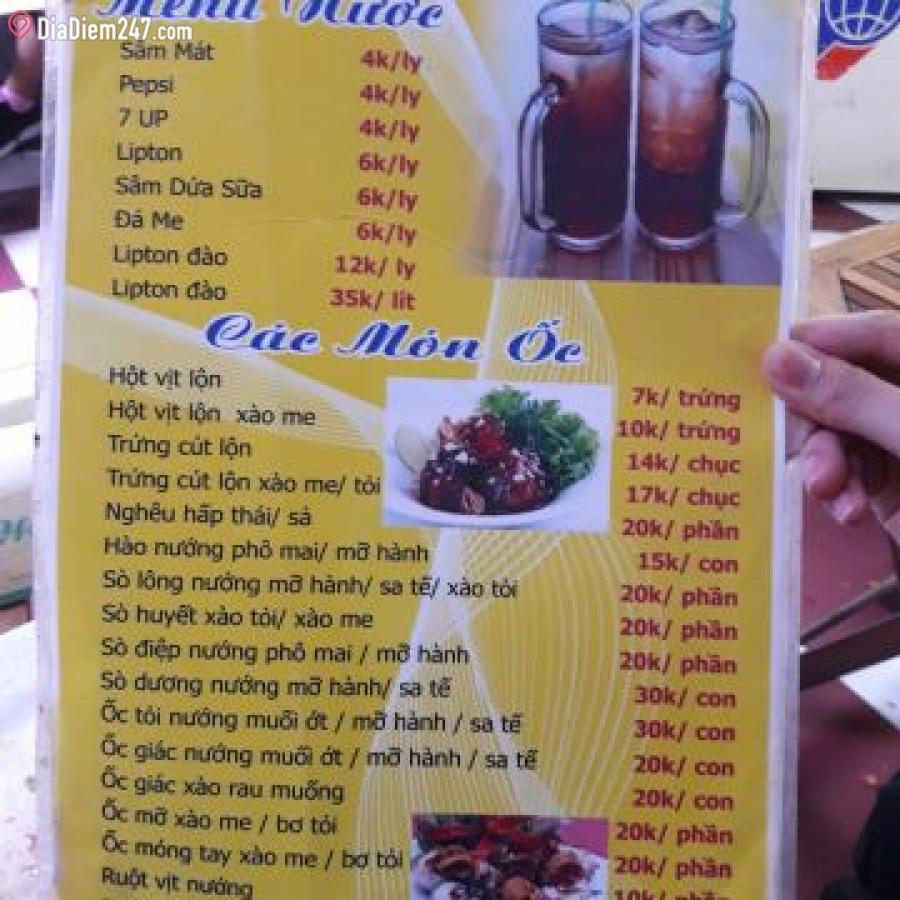 DiaDiem247.com
Menu Nước
Sâm Mát 4k/ly
Pepsi 4k/ly
7 UP 4k/ly
Lipton 6k/ly
Sâm Dứa Sữa 6k/ly
Đá Me 6k/ly
Lipton đào 12k/ ly
Lipton đào 35k/ lit
Các Món Ốc
Hột vịt lộn 7k/ trứng
Hột vịt lộn xào me 10k/ trứng
Trứng cút lộn 14k/ chục
Trứng cút lộn xào me/ tỏi 17k/ chục
Nghêu hấp thái/ sả 20k/ phần
Hào nướng phô mai/ mỡ hành 15k/ con
Sò lông nướng mỡ hành/ sa tế/ xào tỏi 20k/ phần
Sò huyết xào tỏi/ xào me 20k/ phần
Sò điệp nướng phô mai / mỡ hành 20k/ phần
Sò dương nướng mỡ hành/ sa tế 30k/ con
Ốc tỏi nướng muối ớt / mỡ hành / sa tế 30k/ con
Ốc giác nướng muối ớt / mỡ hành / sa tế 20k/ con
Ốc giác xào rau muống 20k/ con
Ốc mỡ xào me / bơ tỏi 20k/ phần
Ốc móng tay xào me / bơ tỏi 20k/ phần
Ruột vịt nướng 10k/ phần